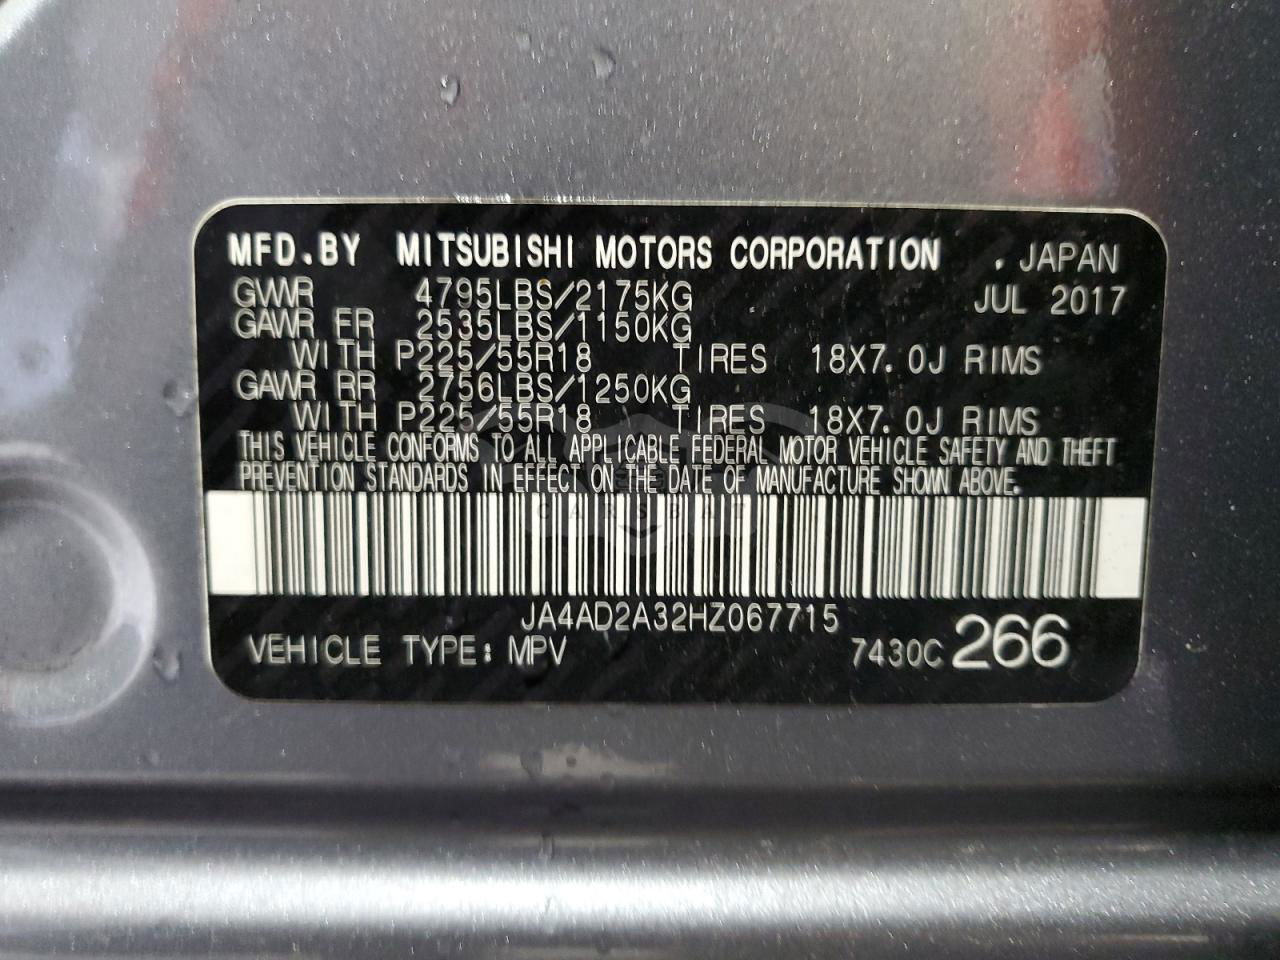 MFD.BY MITSUBISHI MOTORS CORPORATION . JAPAN
GVWR 4795LBS/2175KG JUL 2017
GAWR FR 2535LBS/1150KG
WITH P225/55R18 TIRES 18X7.0J RIMS
GAWR RR 2756LBS/1250KG
WITH P225/55R18 TIRES 18X7.0J RIMS
THIS VEHICLE CONFORMS TO ALL APPLICABLE FEDERAL MOTOR VEHICLE SAFETY AND THEFT
PREVENTION STANDARDS IN EFFECT ON THE DATE OF MANUFACTURE SHOWN ABOVE.
CARSBAT
JA4AD2A32HZ067715
VEHICLE TYPE: MPV 7430C 266